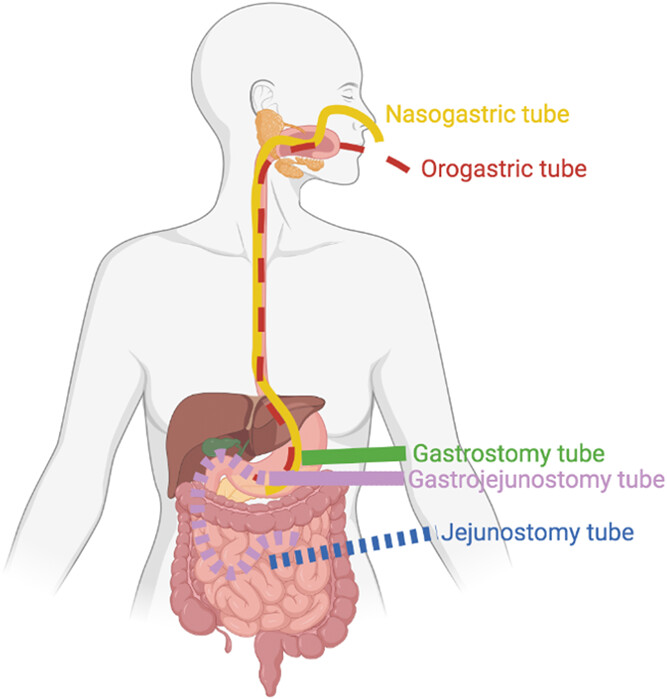 Nasogastric tube
Orogastric tube
Gastrostomy tube
Gastrojejunostomy tube
Jejunostomy tube